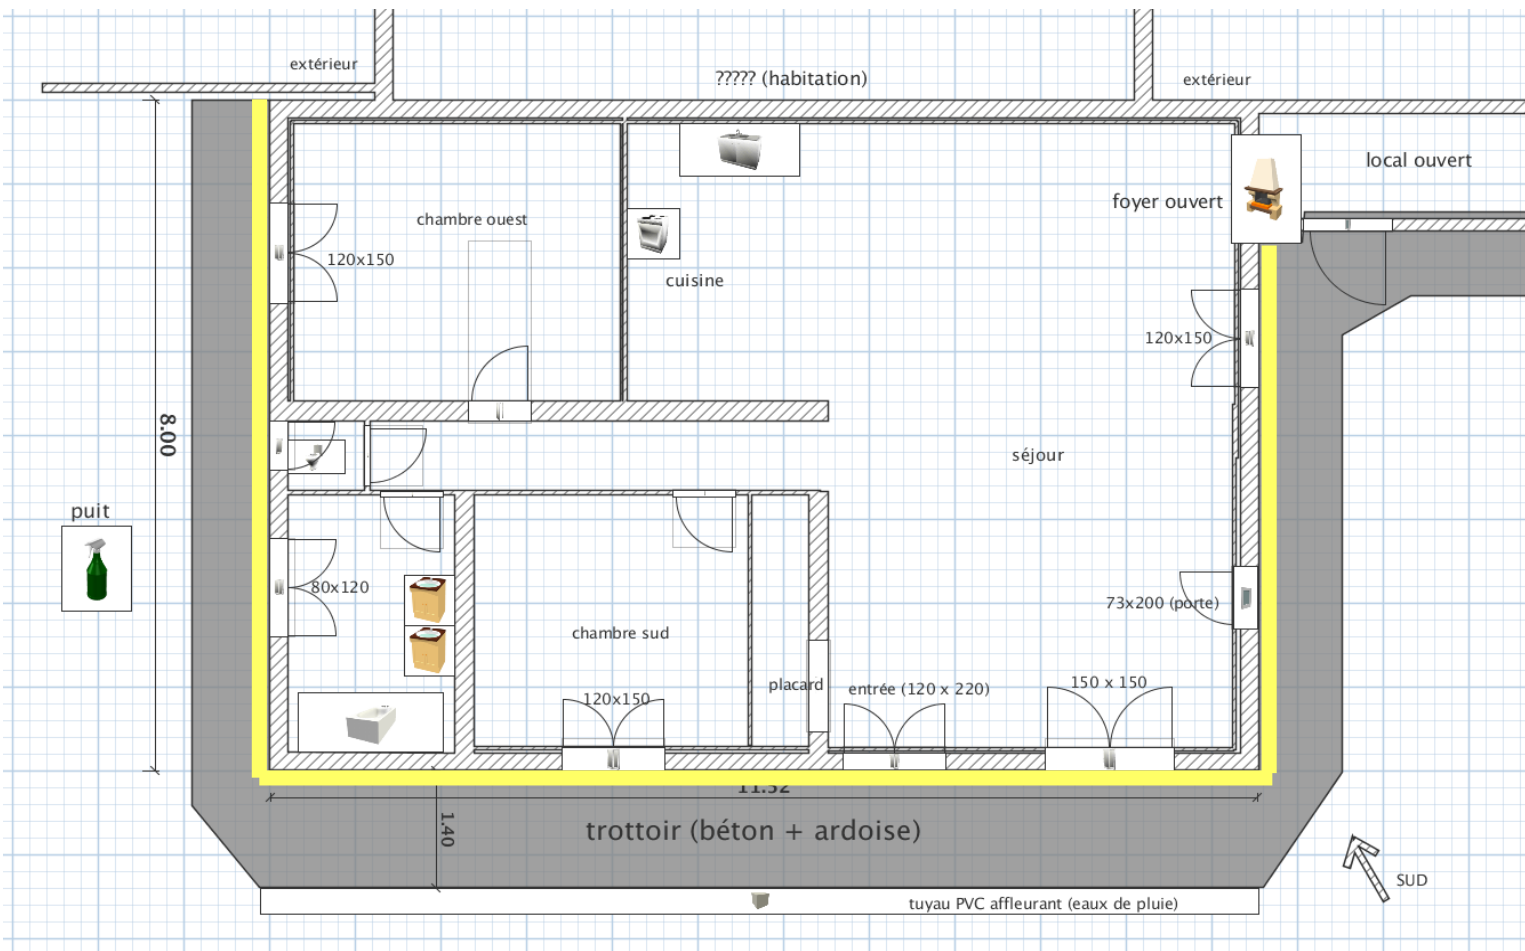 extérieur
????? (habitation)
extérieur
local ouvert
foyer ouvert
chambre ouest
120x150
cuisine
120x150
8.00
séjour
puit
80x120
73x200 (porte)
chambre sud
placard
entrée (120 x 220)
150 x 150
120x150
11.52
1.40
trottoir (béton + ardoise)
SUD
tuyau PVC affleurant (eaux de pluie)